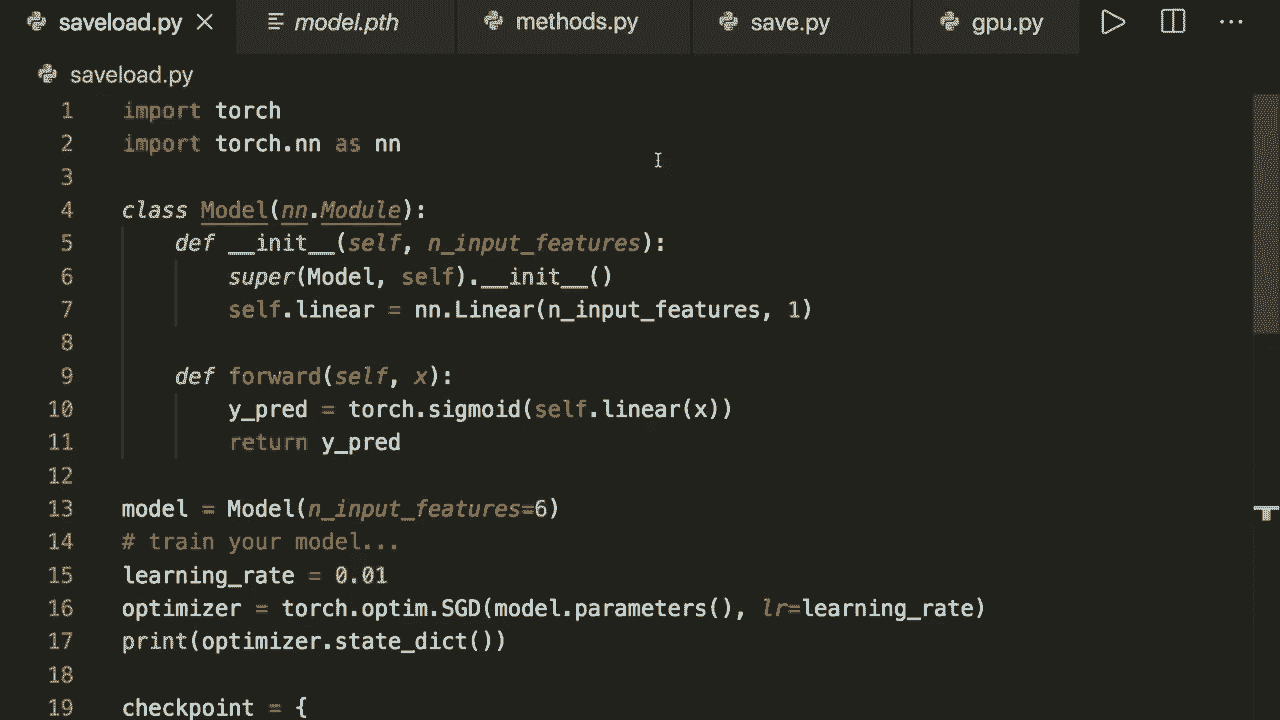 saveload.py model.pth methods.py save.py gpu.py
saveload.py
1 import torch
2 import torch.nn as nn
3
4 class Model(nn.Module):
5     def __init__(self, n_input_features):
6         super(Model, self).__init__()
7         self.linear = nn.Linear(n_input_features, 1)
8
9     def forward(self, x):
10         y_pred = torch.sigmoid(self.linear(x))
11         return y_pred
12
13 model = Model(n_input_features=6)
14 # train your model...
15 learning_rate = 0.01
16 optimizer = torch.optim.SGD(model.parameters(), lr=learning_rate)
17 print(optimizer.state_dict())
18
19 checkpoint = {